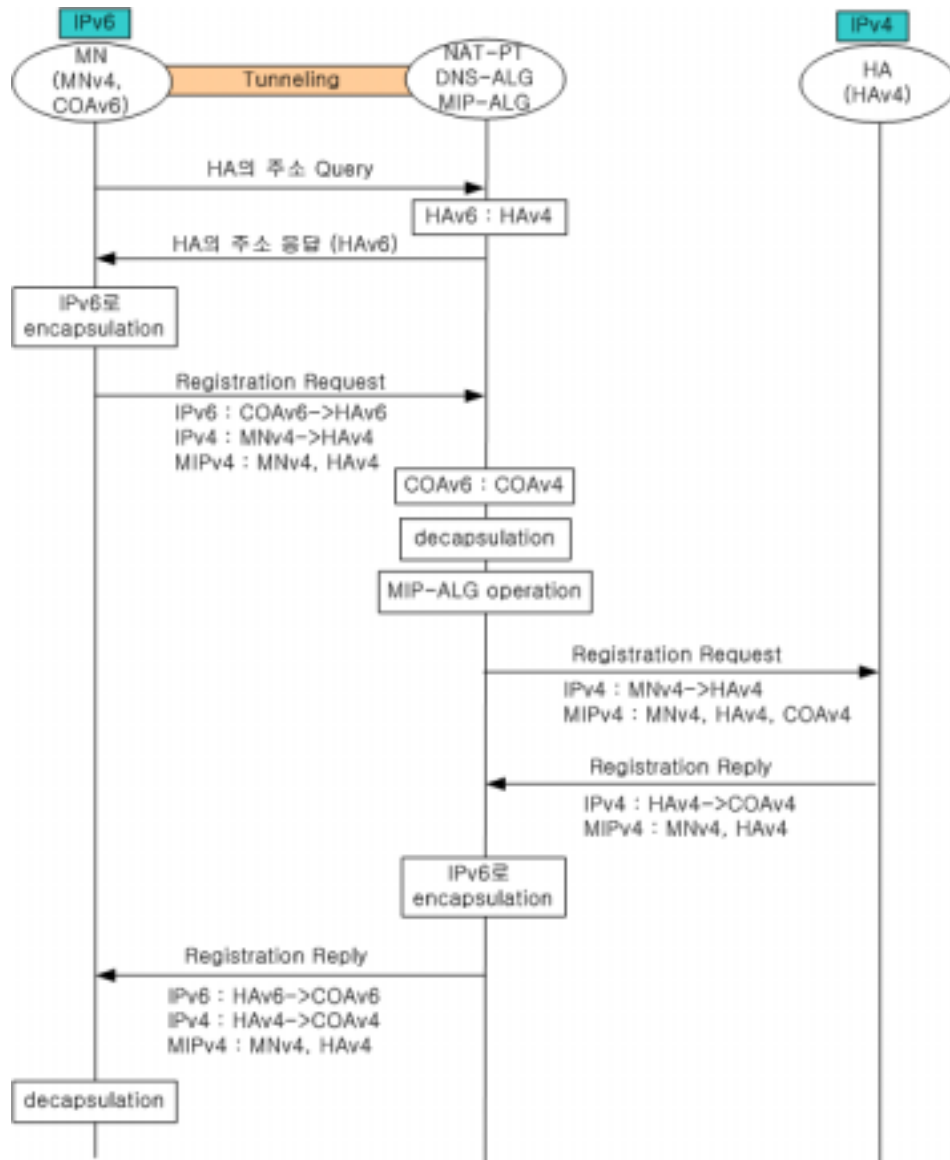 IPv6
IPv4
MN
(MNv4,
COAv6)
Tunneling
NAT-PT
DNS-ALG
MIP-ALG
HA
(HAv4)
HA의 주소 Query
HAv6 : HAv4
HA의 주소 응답 (HAv6)
IPv6로
encapsulation
Registration Request
IPv6 : COAv6->HAv6
IPv4 : MNv4->HAv4
MIPv4 : MNv4, HAv4
COAv6 : COAv4
decapsulation
MIP-ALG operation
Registration Request
IPv4 : MNv4->HAv4
MIPv4 : MNv4, HAv4, COAv4
Registration Reply
IPv4 : HAv4->COAv4
MIPv4 : MNv4, HAv4
IPv6로
encapsulation
Registration Reply
IPv6 : HAv6->COAv6
IPv4 : HAv4->COAv4
MIPv4 : MNv4, HAv4
decapsulation